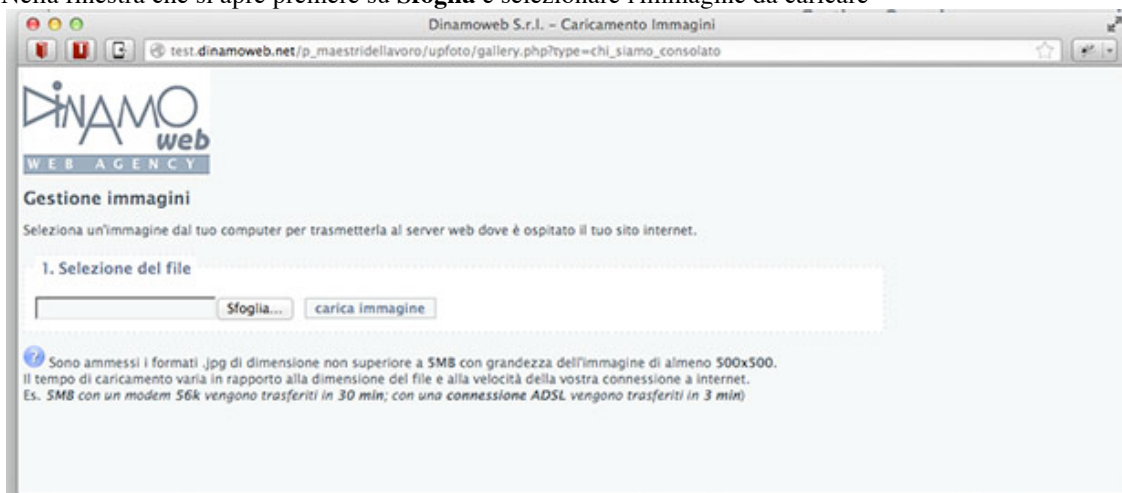 Nella finestra che si apre premere su Sfoglia e selezionare l'immagine da caricare
Dinamoweb S.r.l. – Caricamento Immagini
test.dinamoweb.net/p_maestridellavoro/upfoto/gallery.php?type=chi_siamo_consolato
DiNAMO
web
WEB AGENCY
Gestione immagini
Seleziona un'immagine dal tuo computer per trasmetterla al server web dove è ospitato il tuo sito internet.
1. Selezione del file
Sfoglia... carica immagine
? Sono ammessi i formati .jpg di dimensione non superiore a 5MB con grandezza dell'immagine di almeno 500x500.
Il tempo di caricamento varia in rapporto alla dimensione del file e alla velocità della vostra connessione a internet.
Es. 5MB con un modem 56k vengono trasferiti in 30 min; con una connessione ADSL vengono trasferiti in 3 min)